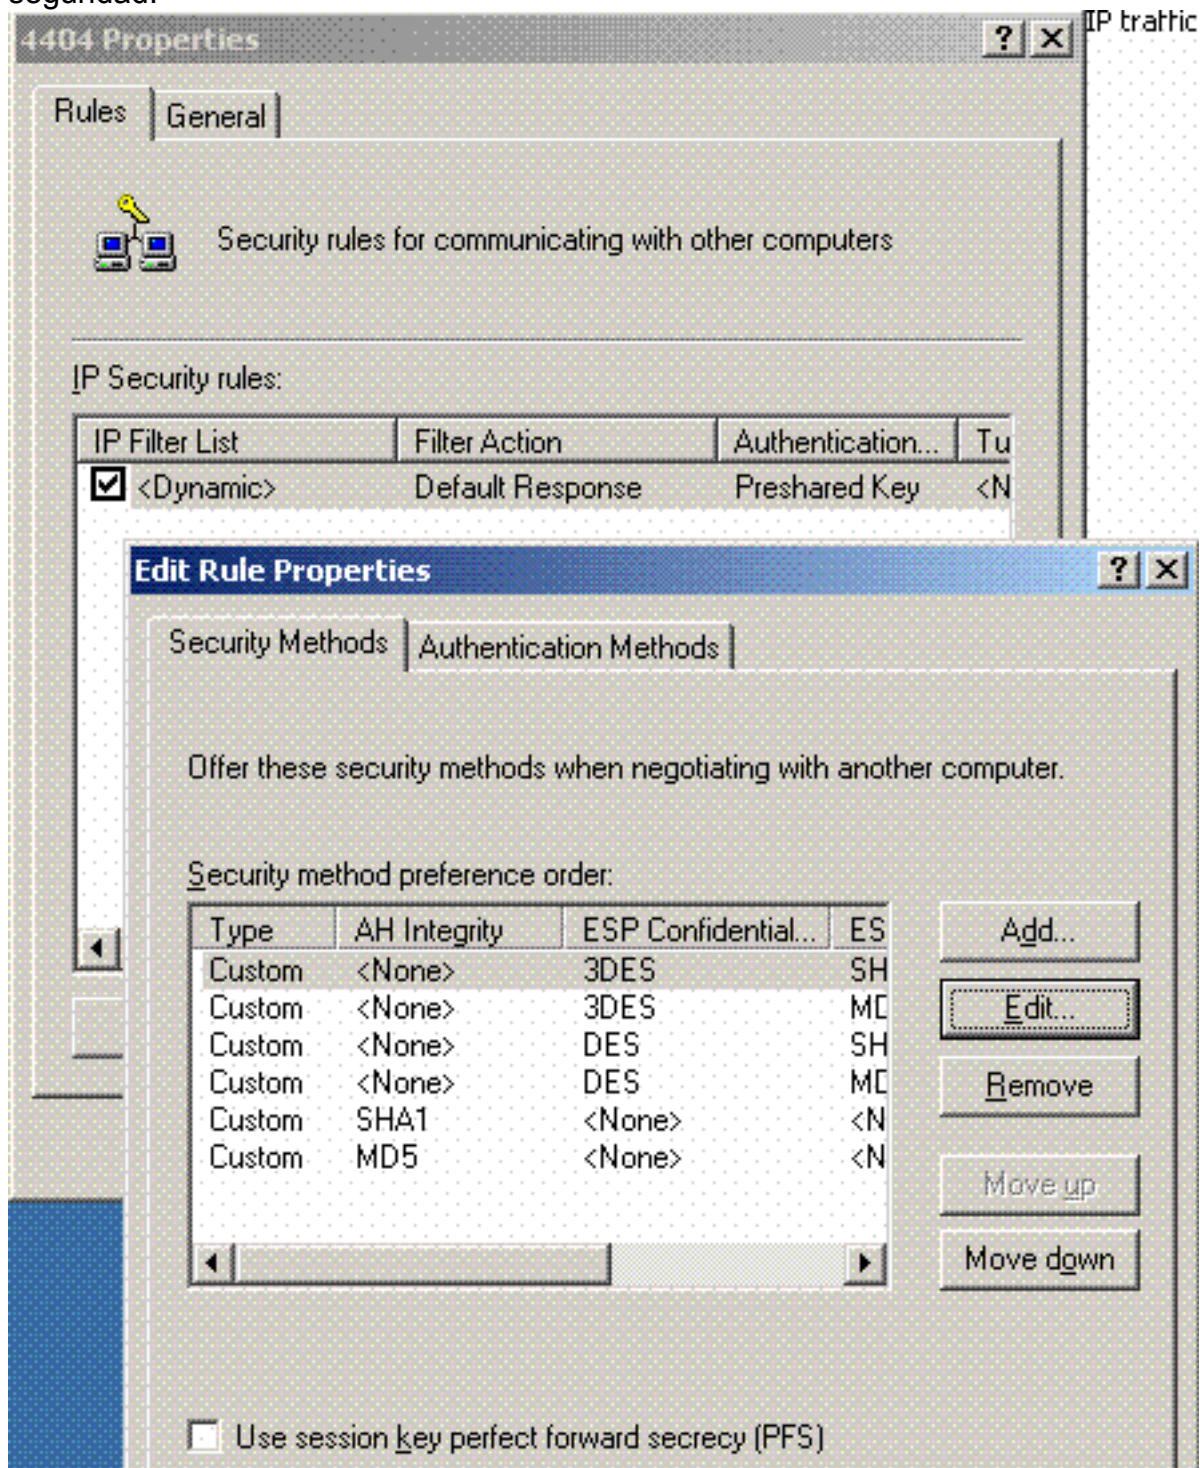 seguridad.
IP traffic
4404 Properties
Rules
General
Security rules for communicating with other computers
IP Security rules:
IP Filter List Filter Action Authentication... Tu
<Dynamic> Default Response Preshared Key <N
Edit Rule Properties
Security Methods
Authentication Methods
Offer these security methods when negotiating with another computer.
Security method preference order:
Type AH Integrity ESP Confidential... ES
Custom <None> 3DES SH
Custom <None> 3DES MD
Custom <None> DES SH
Custom <None> DES MD
Custom SHA1 <None> <N
Custom MD5 <None> <N
Add...
Edit...
Remove
Move up
Move down
Use session key perfect forward secrecy (PFS)